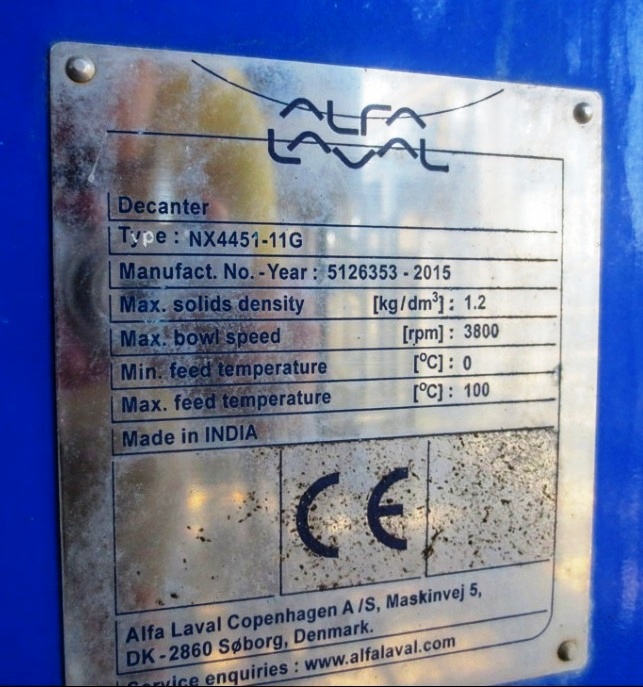 ALFA
LAVAL
Decanter
Type : NX4451-11G
Manufact. No. -Year : 5126353 - 2015
Max. solids density [kg/dm³] : 1.2
Max. bowl speed [rpm] : 3800
Min. feed temperature [°C] : 0
Max. feed temperature [°C] : 100
Made in INDIA
CE
Alfa Laval Copenhagen A/S, Maskinvej 5,
DK-2860 Søborg, Denmark.
Service enquiries : www.alfalaval.com